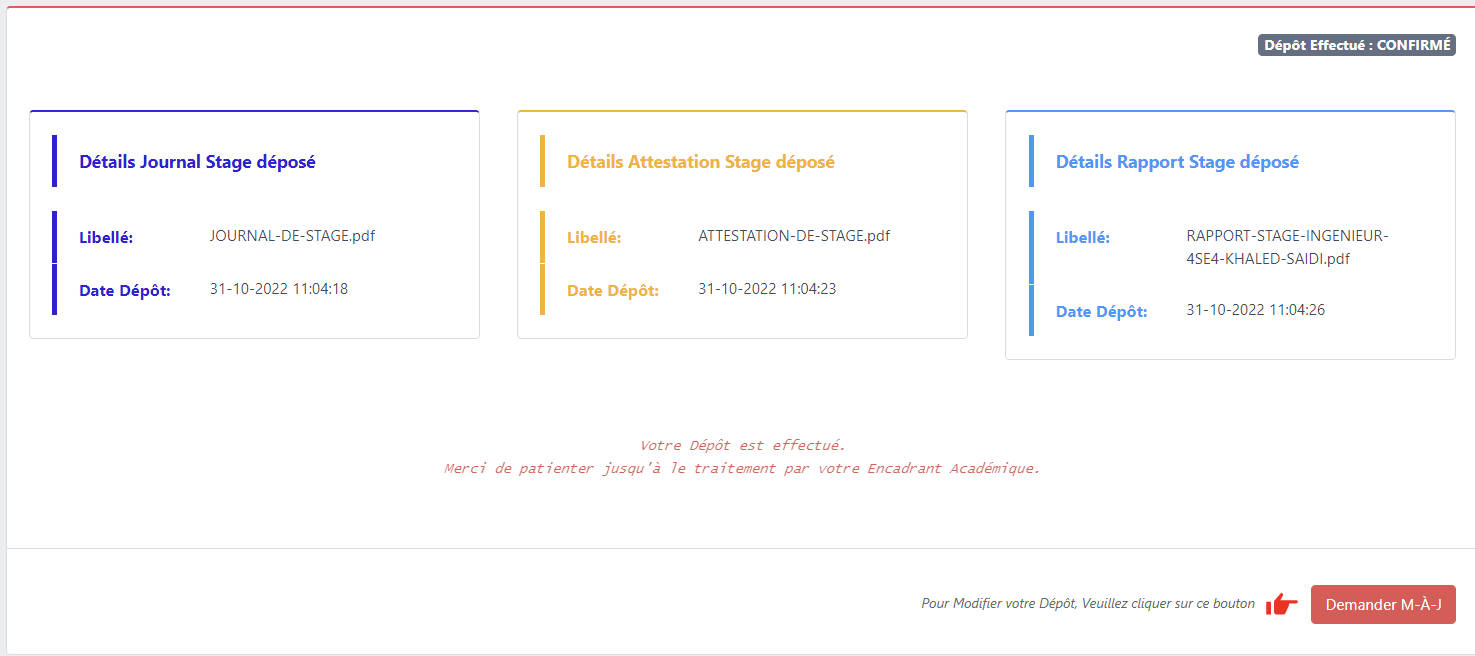 Dépôt Effectué : CONFIRMÉ
Détails Journal Stage déposé
Libellé: JOURNAL-DE-STAGE.pdf
Date Dépôt: 31-10-2022 11:04:18
Détails Attestation Stage déposé
Libellé: ATTESTATION-DE-STAGE.pdf
Date Dépôt: 31-10-2022 11:04:23
Détails Rapport Stage déposé
Libellé: RAPPORT-STAGE-INGENIEUR-
4SE4-KHALED-SAIDI.pdf
Date Dépôt: 31-10-2022 11:04:26
Votre Dépôt est effectué.
Merci de patienter jusqu'à le traitement par votre Encadrant Académique.
Pour Modifier votre Dépôt, Veuillez cliquer sur ce bouton
Demander M-À-J